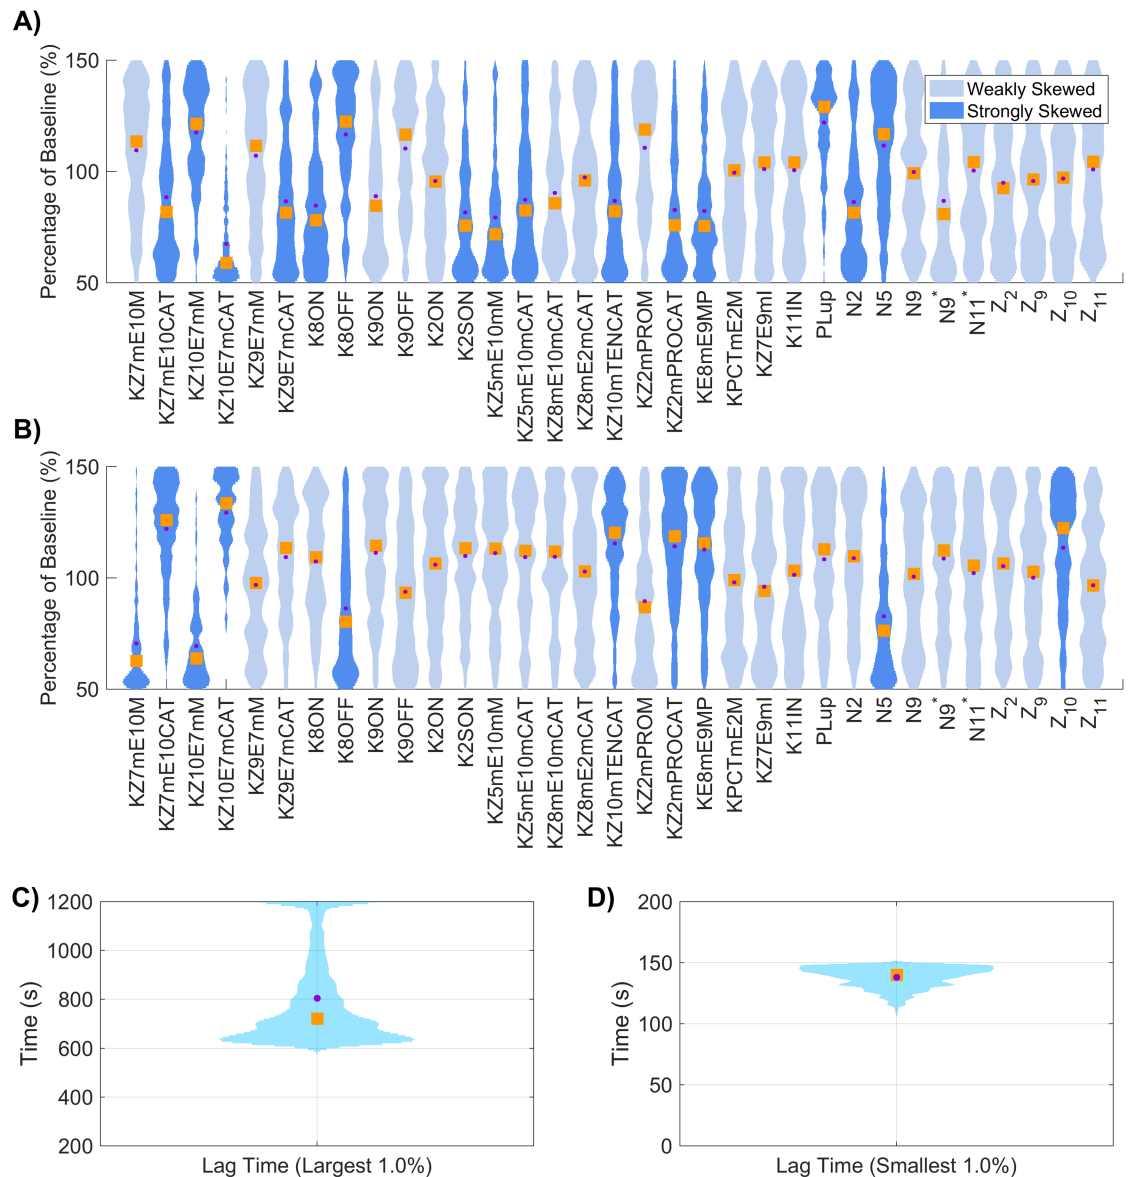 A)
Percentage of Baseline (%)
150
100
50
Weakly Skewed
Strongly Skewed
KZ7mE10M
KZ7mE10CAT
KZ10E7mM
KZ10E7mCAT
KZ9E7mM
KZ9E7mCAT
K8ON
K8OFF
K9ON
K9OFF
K2ON
K2SON
KZ5mE10mM
KZ5mE10mCAT
KZ8mE10mCAT
KZ8mE2mCAT
KZ10mTENCAT
KZ2mPROM
KZ2mPROCAT
KE8mE9MP
KPCTmE2M
KZ7E9mI
K11IN
PLup
N2
N5
N9
N9*
N11*
Z2
Z9
Z10
Z11
B)
Percentage of Baseline (%)
150
100
50
KZ7mE10M
KZ7mE10CAT
KZ10E7mM
KZ10E7mCAT
KZ9E7mM
KZ9E7mCAT
K8ON
K8OFF
K9ON
K9OFF
K2ON
K2SON
KZ5mE10mM
KZ5mE10mCAT
KZ8mE10mCAT
KZ8mE2mCAT
KZ10mTENCAT
KZ2mPROM
KZ2mPROCAT
KE8mE9MP
KPCTmE2M
KZ7E9mI
K11IN
PLup
N2
N5
N9
N9*
N11*
Z2
Z9
Z10
Z11
C)
Time (s)
1200
1000
800
600
400
200
Lag Time (Largest 1.0%)
D)
Time (s)
200
150
100
50
0
Lag Time (Smallest 1.0%)